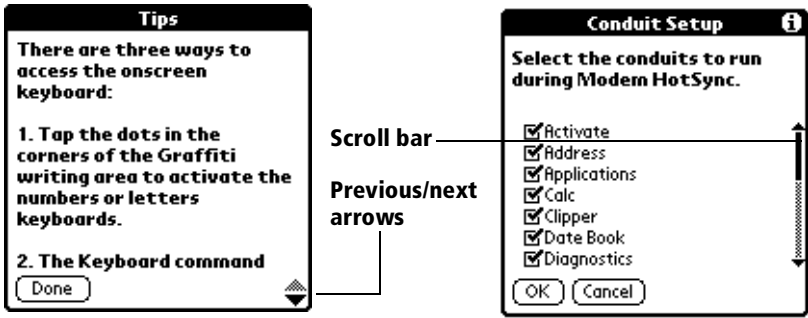 Tips
There are three ways to
access the onscreen
keyboard:
1. Tap the dots in the
corners of the Graffiti
writing area to activate the
numbers or letters
keyboards.
2. The Keyboard command
Done
Scroll bar
Previous/next
arrows
Conduit Setup
i
Select the conduits to run
during Modem HotSync.
Activate
Address
Applications
Calc
Clipper
Date Book
Diagnostics
OK
Cancel